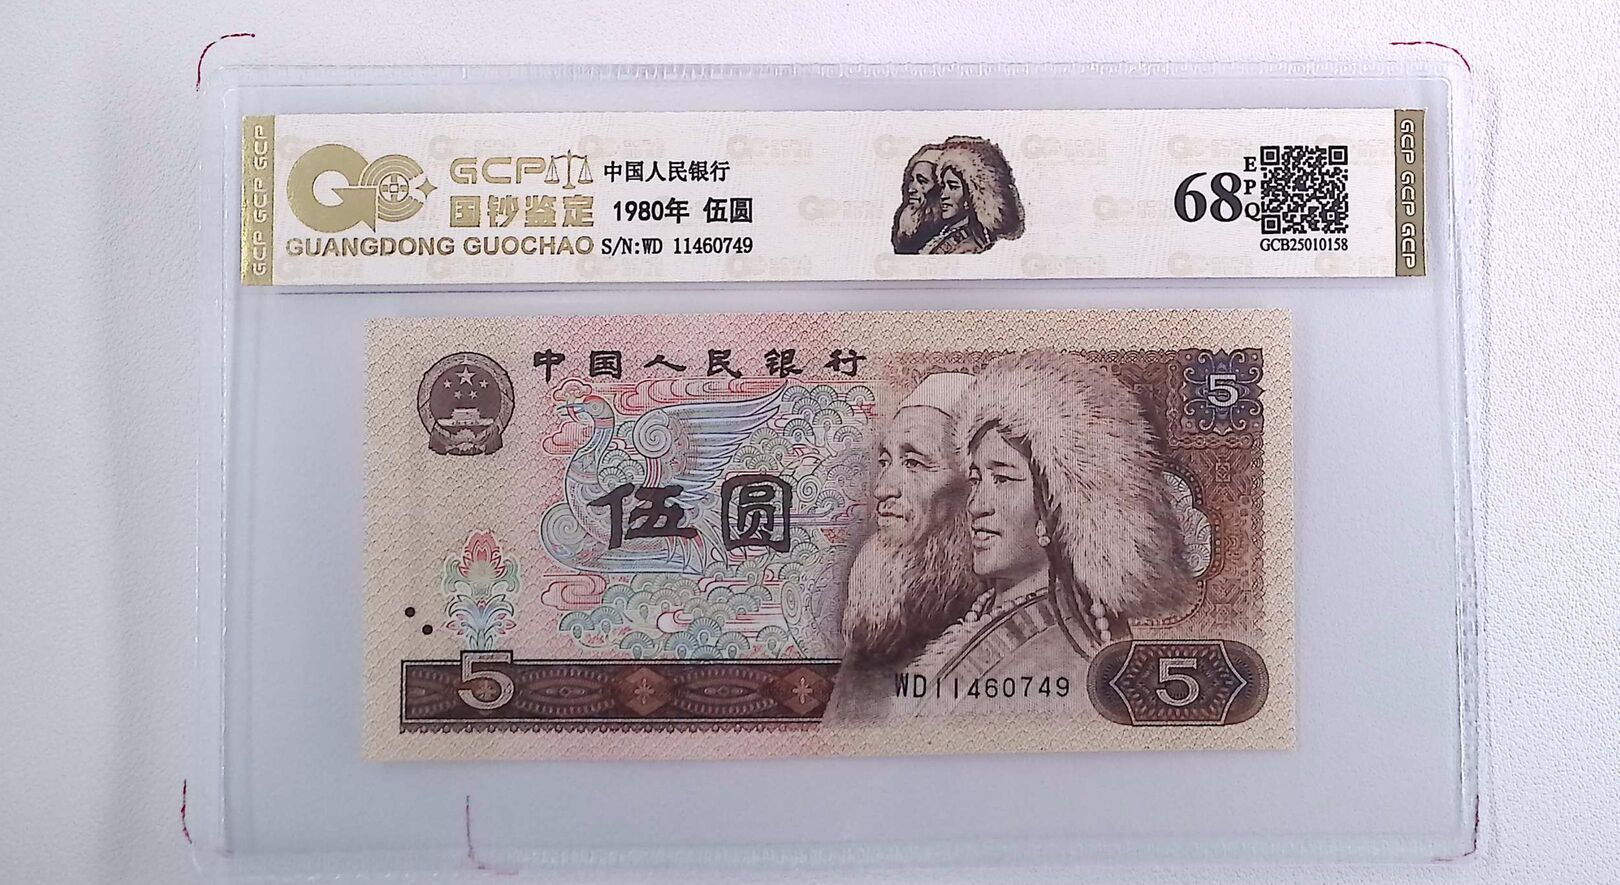 GCP GCP GCP
GCP
国钞鉴定
GUANGDONG GUOCHAO
中国人民银行
1980年 伍圆
S/N:WD 11460749
68
EPQ
GCB25010158
GCP GCP GCP
中国人民银行
5
伍圆
5
WD11460749
5